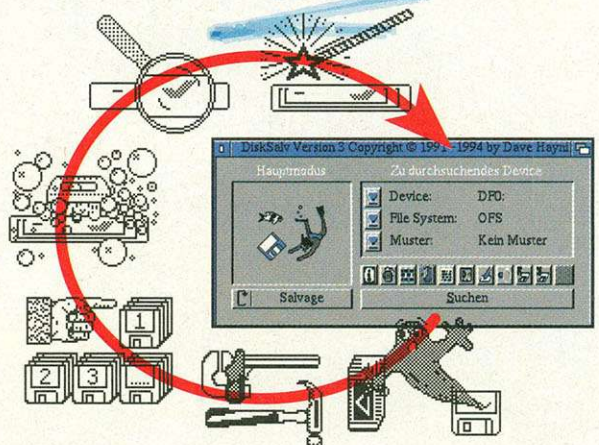 DiskSalv Version 3 Copyright © 1991-1994 by Dave Hayni
Hauptmodus
Zu durchsuchendes Device
Device: DF0:
File System: OFS
Muster: Kein Muster
Salvage
Suchen
1
2
3